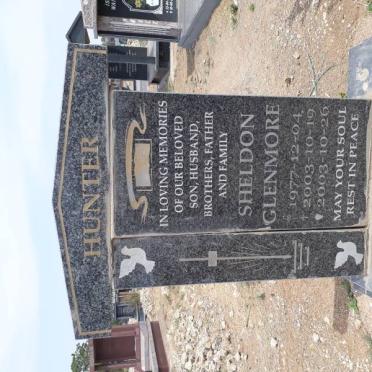 HUNTER
IN LOVING MEMORIES
OF OUR BELOVED
SON, HUSBAND,
BROTHERS, FATHER
AND FAMILY
SHELDON
GLENMORE
1977-12-04
† 2003-10-19
2003-10-25
MAY YOUR SOUL
REST IN PEACE